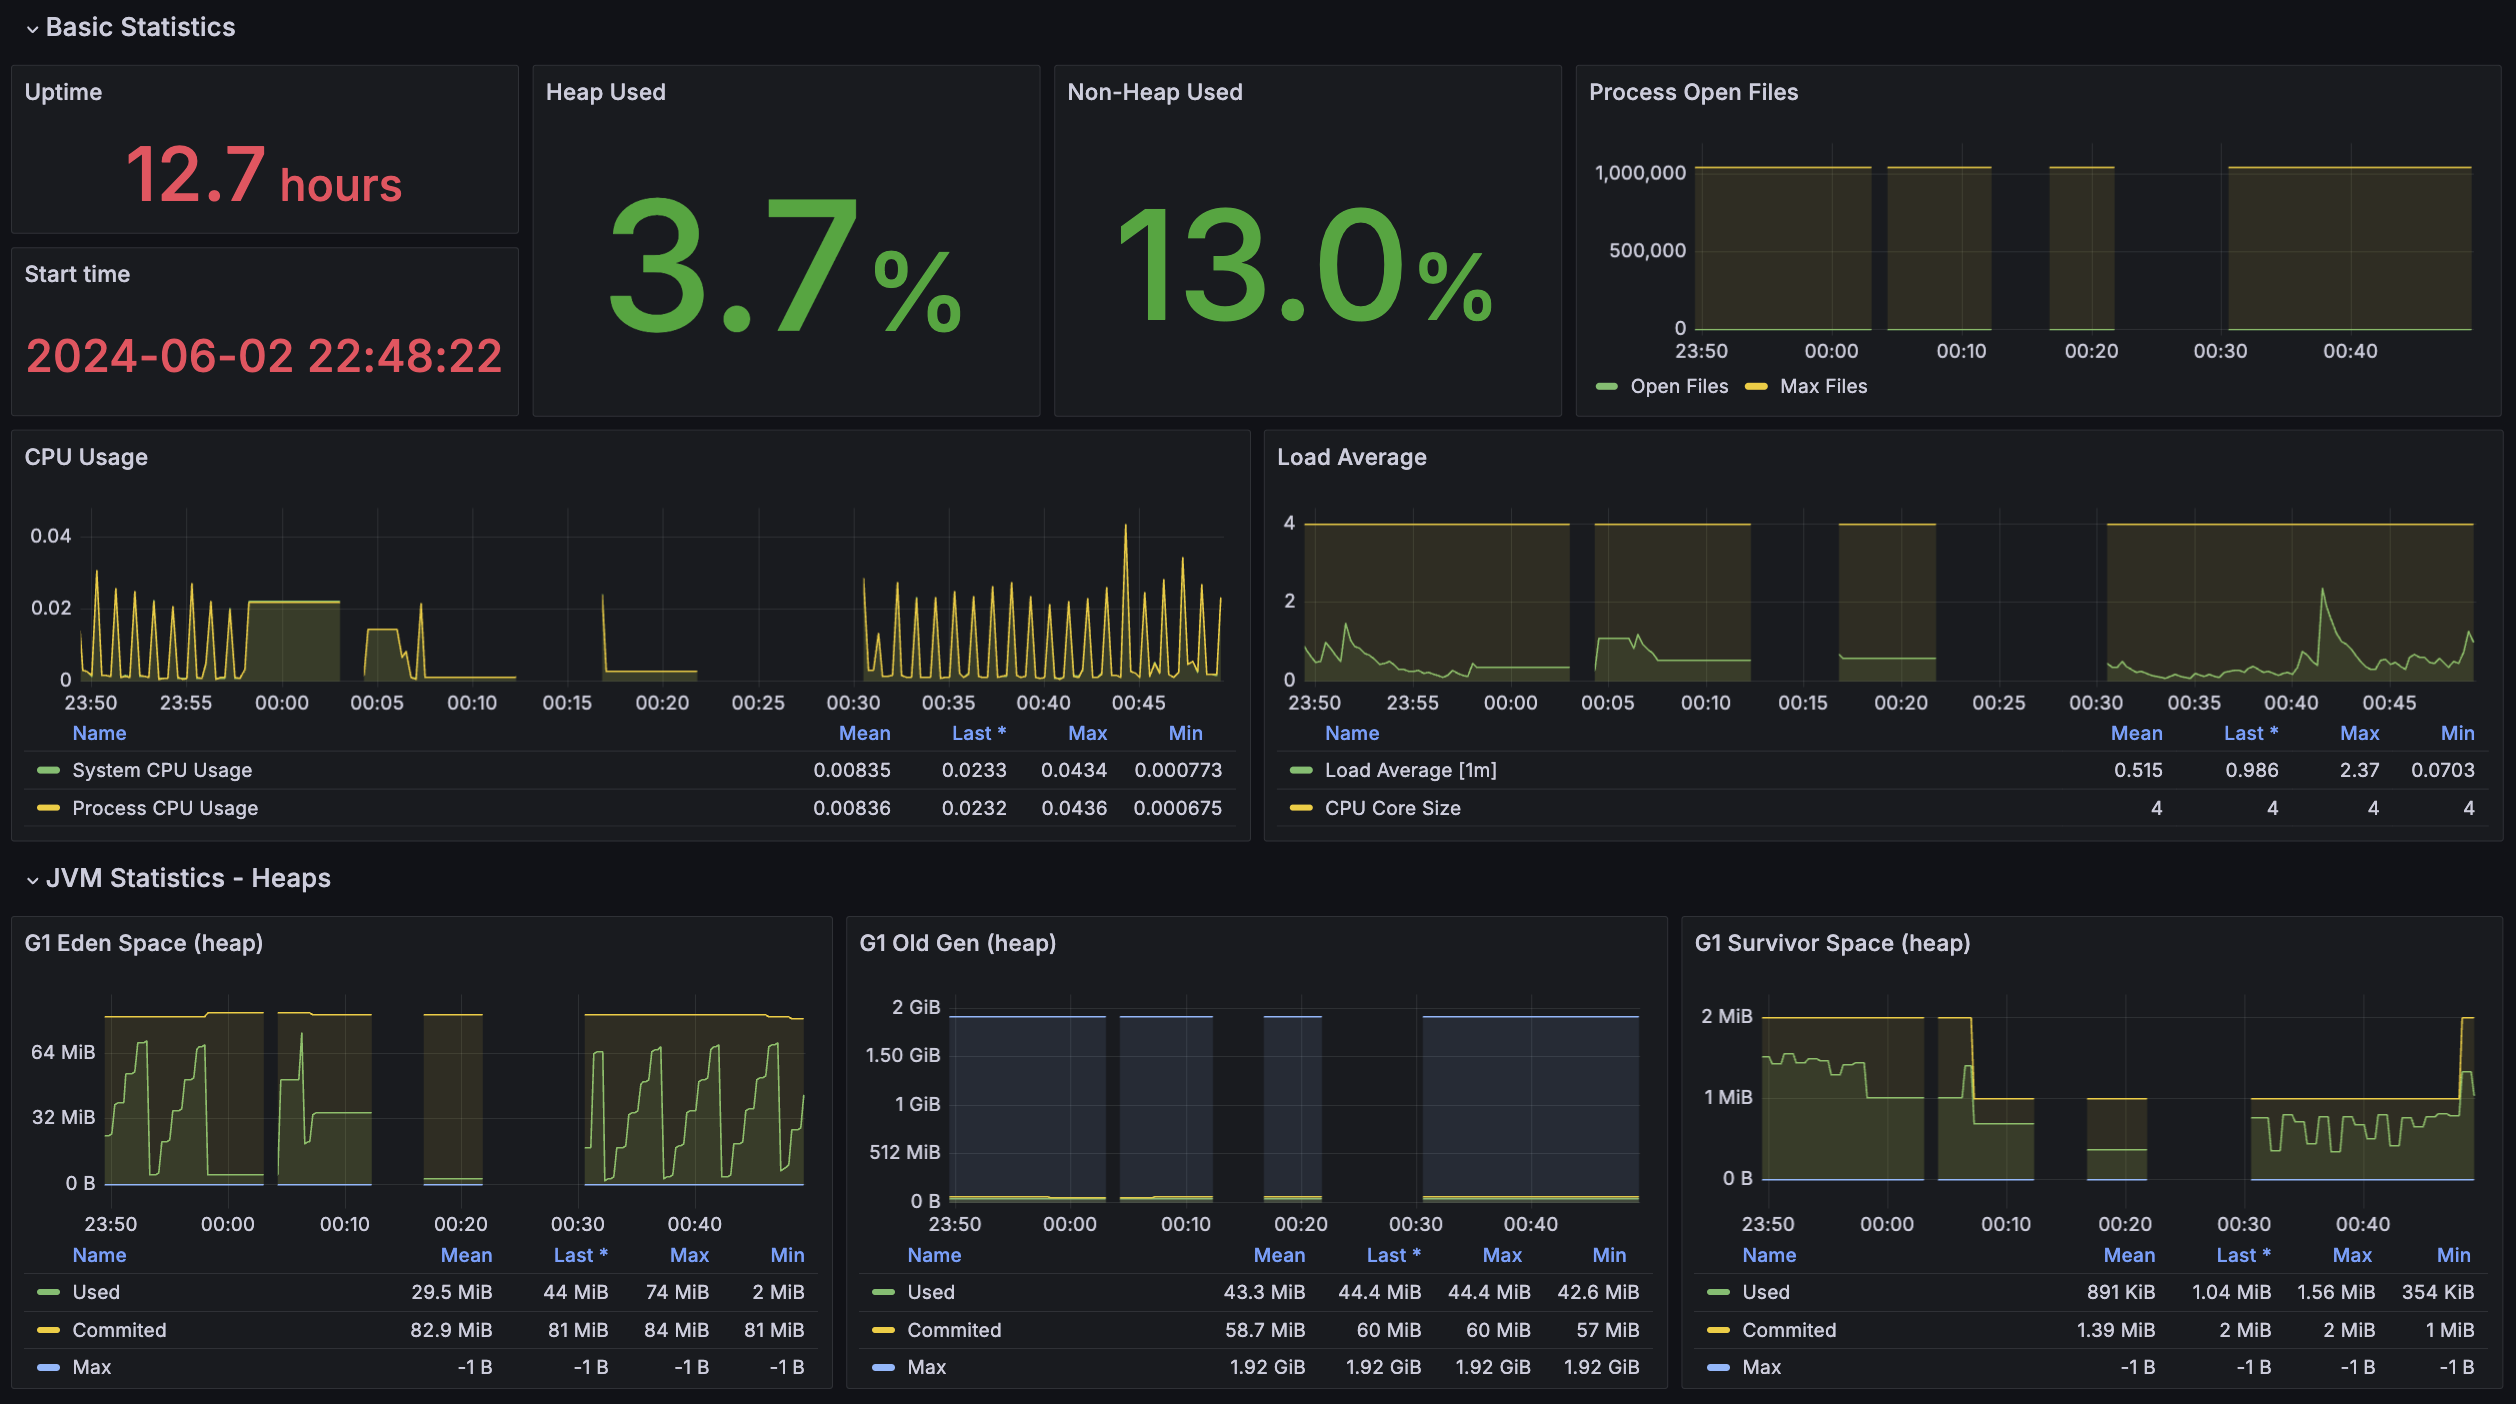 Basic Statistics
Uptime
12.7 hours
Start time
2024-06-02 22:48:22
Heap Used
3.7%
Non-Heap Used
13.0%
Process Open Files
1,000,000
500,000
0
23:50 00:00 00:10 00:20 00:30 00:40
Open Files Max Files
CPU Usage
0.04
0.02
0
23:50 23:55 00:00 00:05 00:10 00:15 00:20 00:25 00:30 00:35 00:40 00:45
Name Mean Last * Max Min
System CPU Usage 0.00835 0.0233 0.0434 0.000773
Process CPU Usage 0.00836 0.0232 0.0436 0.000675
Load Average
4
2
0
23:50 23:55 00:00 00:05 00:10 00:15 00:20 00:25 00:30 00:35 00:40 00:45
Name Mean Last * Max Min
Load Average [1m] 0.515 0.986 2.37 0.0703
CPU Core Size 4 4 4 4
JVM Statistics - Heaps
G1 Eden Space (heap)
64 MiB
32 MiB
0 B
23:50 00:00 00:10 00:20 00:30 00:40
Name Mean Last * Max Min
Used 29.5 MiB 44 MiB 74 MiB 2 MiB
Commited 82.9 MiB 81 MiB 84 MiB 81 MiB
Max -1 B -1 B -1 B -1 B
G1 Old Gen (heap)
2 GiB
1.50 GiB
1 GiB
512 MiB
0 B
23:50 00:00 00:10 00:20 00:30 00:40
Name Mean Last * Max Min
Used 43.3 MiB 44.4 MiB 44.4 MiB 42.6 MiB
Commited 58.7 MiB 60 MiB 60 MiB 57 MiB
Max 1.92 GiB 1.92 GiB 1.92 GiB 1.92 GiB
G1 Survivor Space (heap)
2 MiB
1 MiB
0 B
23:50 00:00 00:10 00:20 00:30 00:40
Name Mean Last * Max Min
Used 891 KiB 1.04 MiB 1.56 MiB 354 KiB
Commited 1.39 MiB 2 MiB 2 MiB 1 MiB
Max -1 B -1 B -1 B -1 B